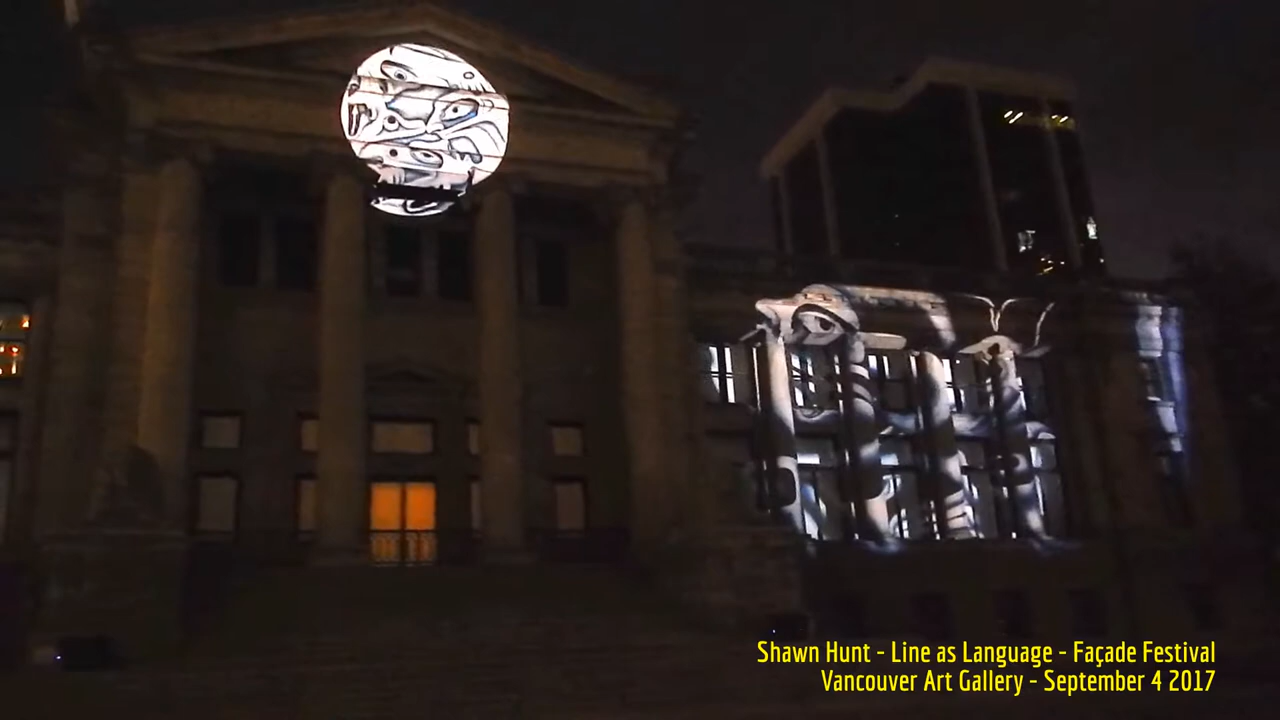 Shawn Hunt - Line as Language - Façade Festival
Vancouver Art Gallery - September 4 2017